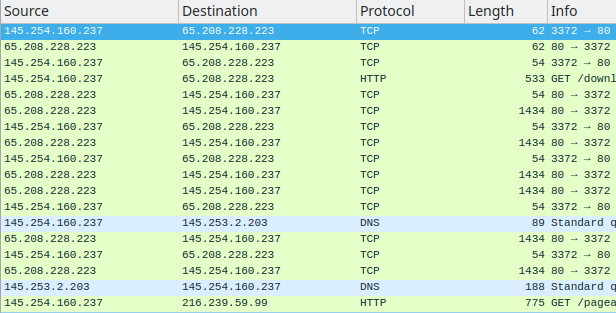 Source Destination Protocol Length Info
145.254.160.237 65.208.228.223 TCP 62 3372 → 80
65.208.228.223 145.254.160.237 TCP 62 80 → 3372
145.254.160.237 65.208.228.223 TCP 54 3372 → 80
145.254.160.237 65.208.228.223 HTTP 533 GET /downl
65.208.228.223 145.254.160.237 TCP 54 80 → 3372
65.208.228.223 145.254.160.237 TCP 1434 80 → 3372
145.254.160.237 65.208.228.223 TCP 54 3372 → 80
65.208.228.223 145.254.160.237 TCP 1434 80 → 3372
145.254.160.237 65.208.228.223 TCP 54 3372 → 80
65.208.228.223 145.254.160.237 TCP 1434 80 → 3372
65.208.228.223 145.254.160.237 TCP 1434 80 → 3372
145.254.160.237 65.208.228.223 TCP 54 3372 → 80
145.254.160.237 145.253.2.203 DNS 89 Standard q
65.208.228.223 145.254.160.237 TCP 1434 80 → 3372
145.254.160.237 65.208.228.223 TCP 54 3372 → 80
65.208.228.223 145.254.160.237 TCP 1434 80 → 3372
145.253.2.203 145.254.160.237 DNS 188 Standard q
145.254.160.237 216.239.59.99 HTTP 775 GET /pagea